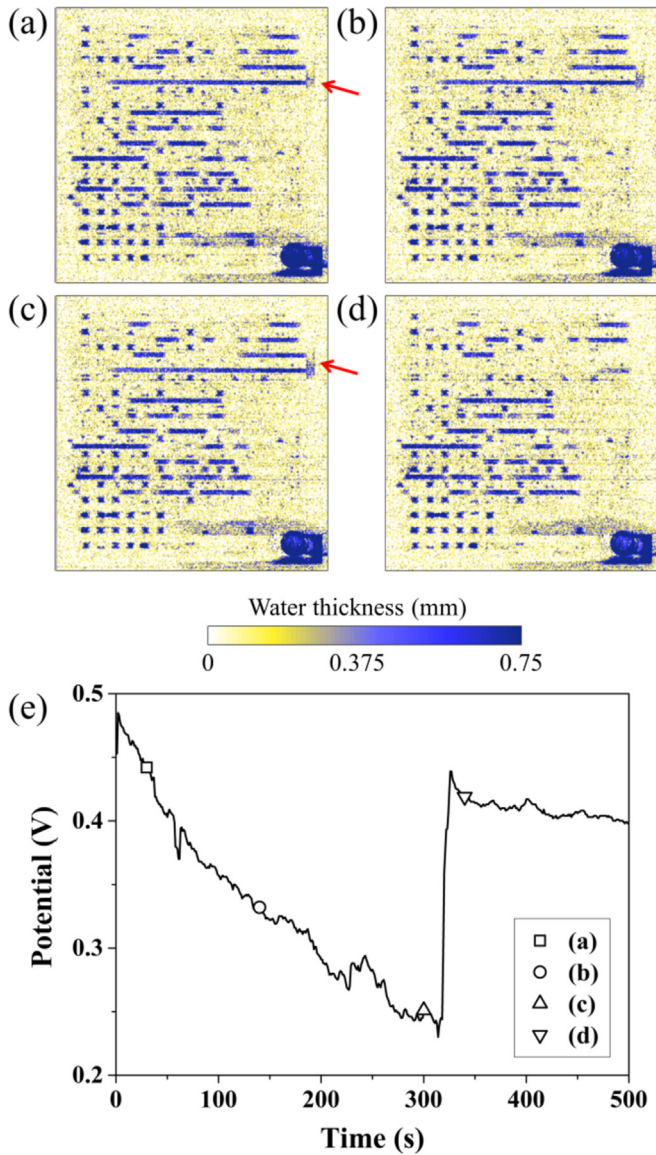 (a)
(b)
(c)
(d)
Water thickness (mm)
0 0.375 0.75
(e)
0.5
0.4
0.3
0.2
Potential (V)
(a)
(b)
(c)
(d)
0 100 200 300 400 500
Time (s)